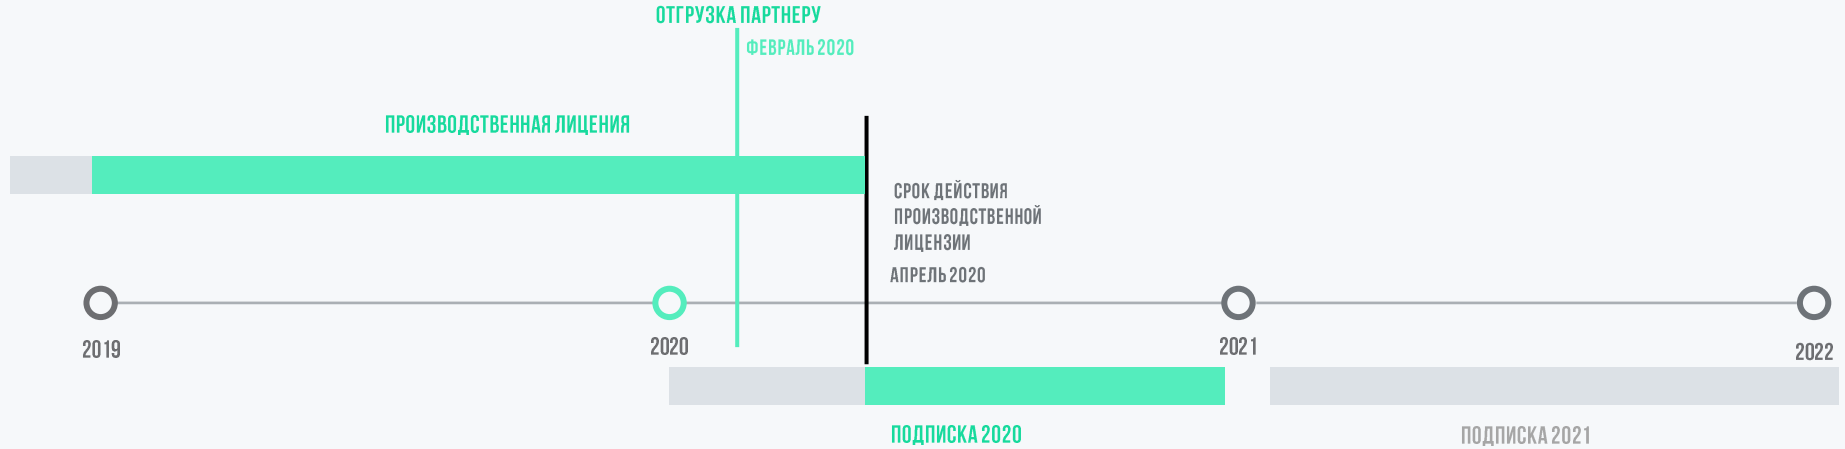 ОТГРУЗКА ПАРТНЕРУ
ФЕВРАЛЬ 2020
ПРОИЗВОДСТВЕННАЯ ЛИЦЕНИЯ
СРОК ДЕЙСТВИЯ
ПРОИЗВОДСТВЕННОЙ
ЛИЦЕНЗИИ
АПРЕЛЬ 2020
2019
2020
2021
2022
ПОДПИСКА 2020
ПОДПИСКА 2021